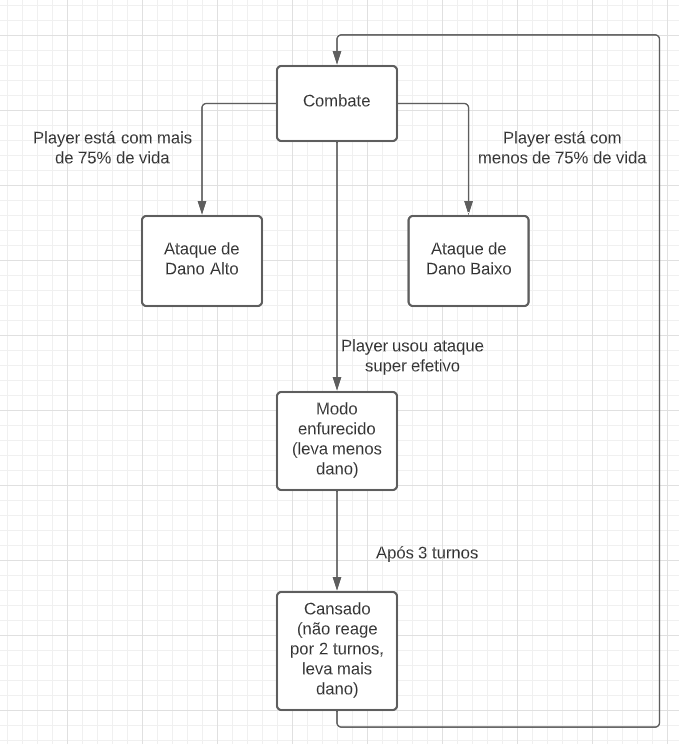 Combate
Player está com mais
de 75% de vida
Player está com
menos de 75% de vida
Ataque de
Dano Alto
Ataque de
Dano Baixo
Player usou ataque
super efetivo
Modo
enfurecido
(leva menos
dano)
Após 3 turnos
Cansado
(não reage
por 2 turnos,
leva mais
dano)